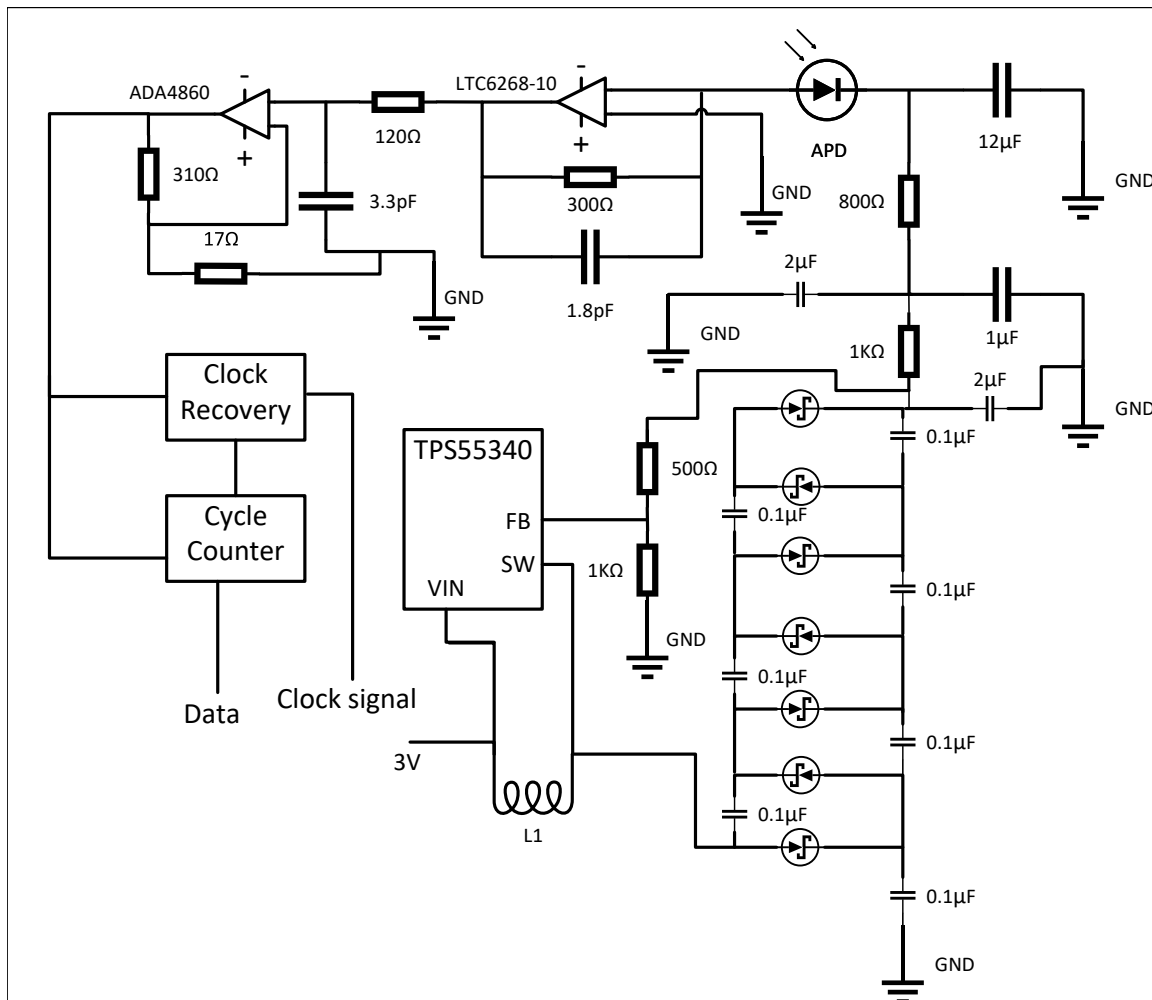 ADA4860
-
+
310Ω
17Ω
120Ω
3.3pF
GND
LTC6268-10
-
+
300Ω
1.8pF
GND
APD
12µF
GND
800Ω
2µF
GND
1µF
1KΩ
2µF
GND
Clock
Recovery
Cycle
Counter
Data
Clock signal
TPS55340
FB
SW
VIN
500Ω
1KΩ
GND
3V
L1
0.1µF
0.1µF
0.1µF
0.1µF
0.1µF
0.1µF
0.1µF
GND